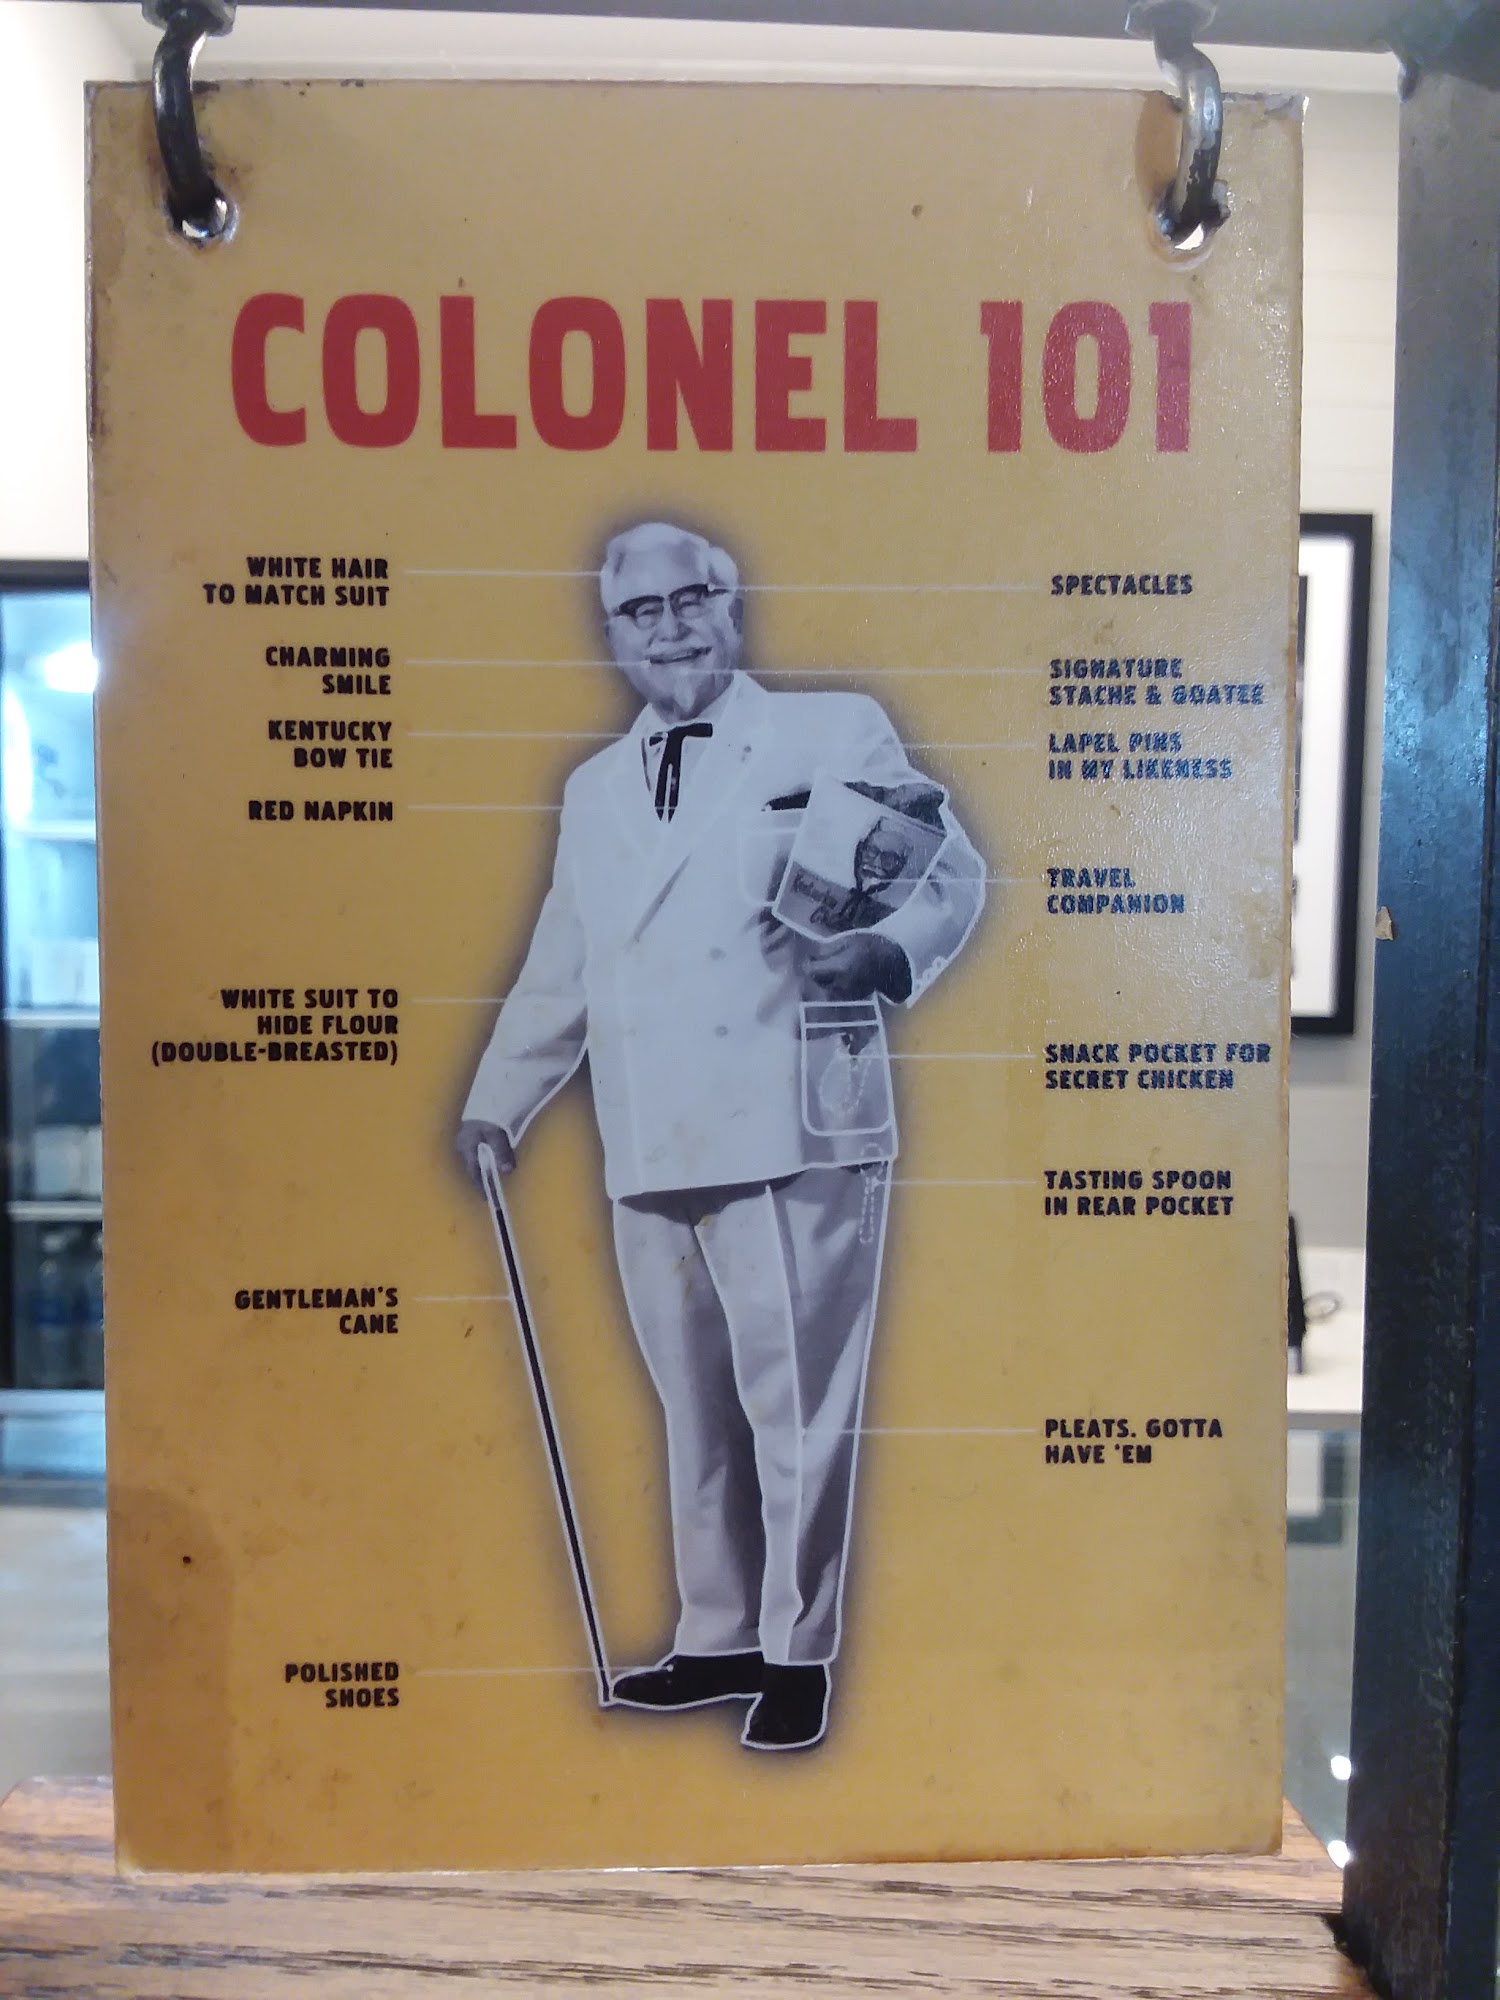 COLONEL 101
WHITE HAIR
TO MATCH SUIT
CHARMING
SMILE
KENTUCKY
BOW TIE
RED NAPKIN
WHITE SUIT TO
HIDE FLOUR
(DOUBLE-BREASTED)
GENTLEMAN'S
CANE
POLISHED
SHOES
SPECTACLES
SIGNATURE
STACHE & GOATEE
LAPEL PINS
IN MY LIKENESS
TRAVEL
COMPANION
SNACK POCKET FOR
SECRET CHICKEN
TASTING SPOON
IN REAR POCKET
PLEATS. GOTTA
HAVE 'EM